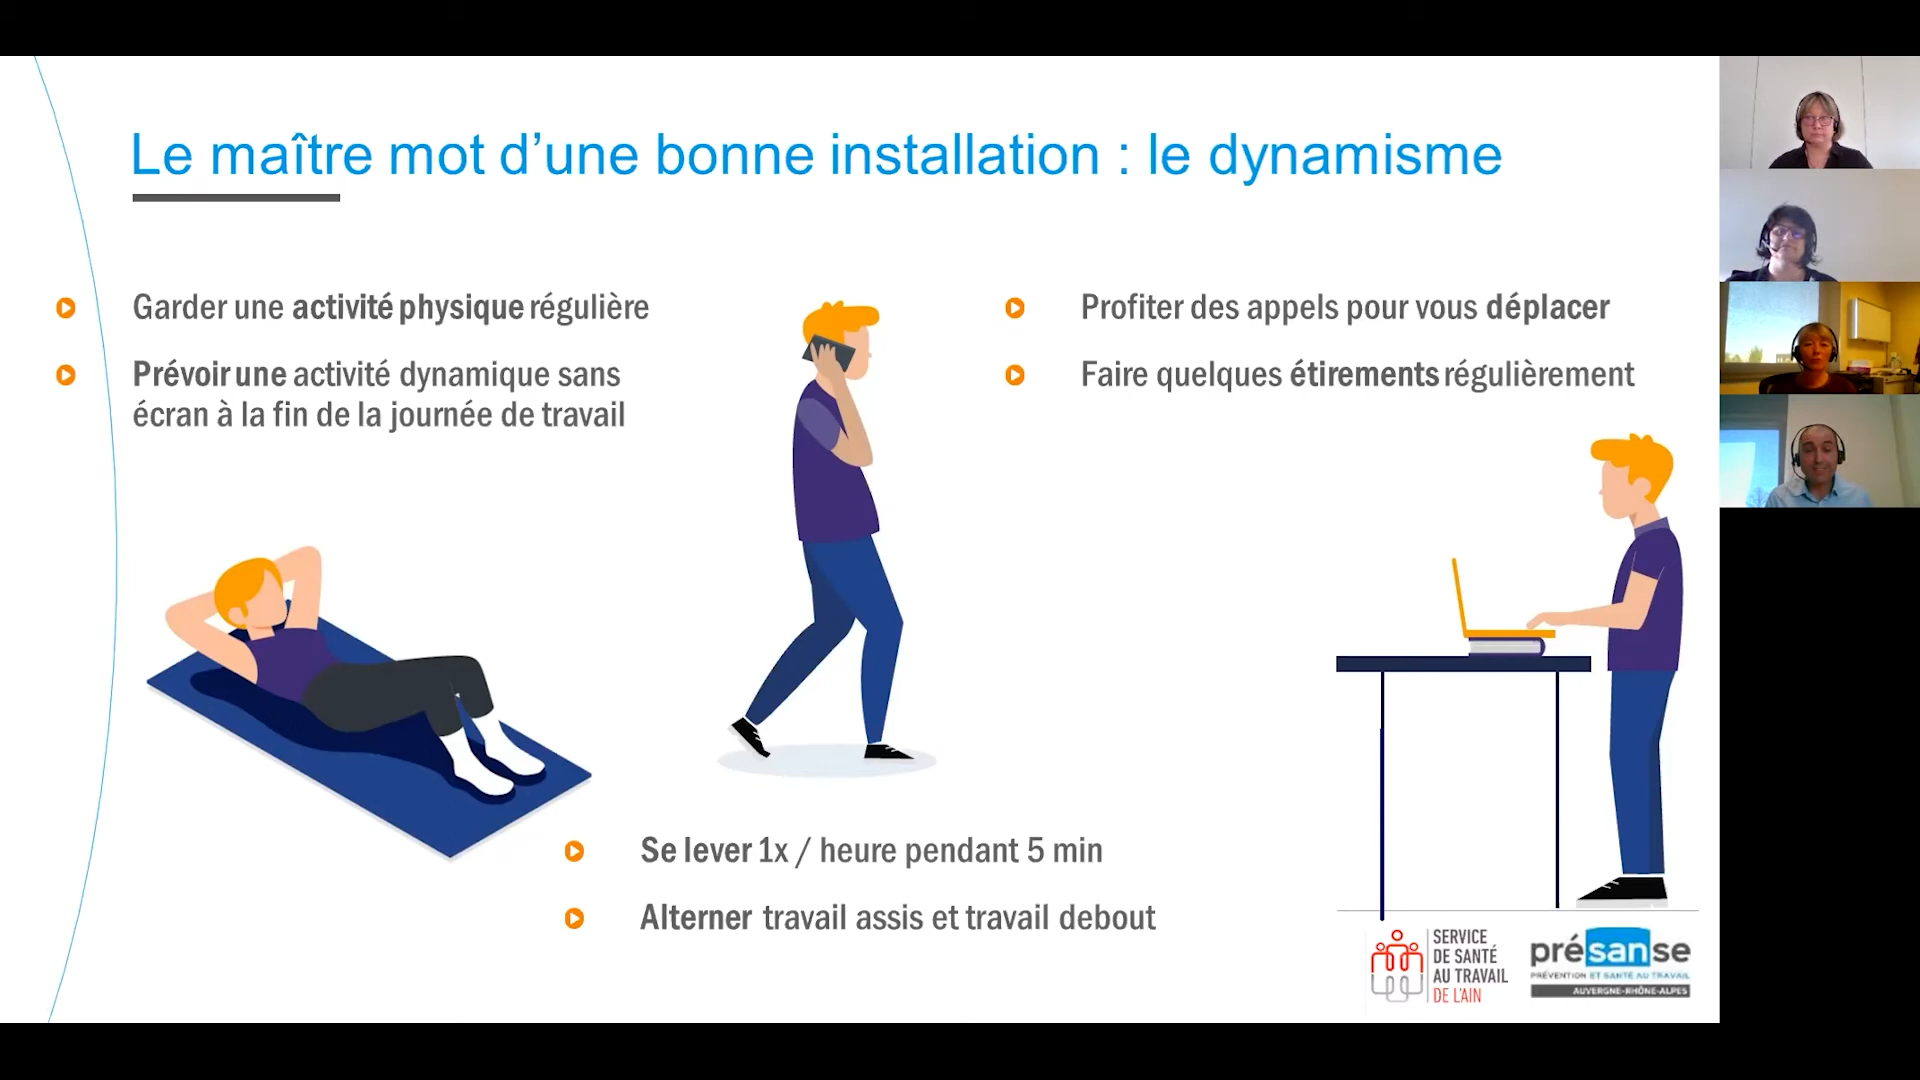 Le maître mot d’une bonne installation : le dynamisme
Garder une activité physique régulière
Prévoir une activité dynamique sans
écran à la fin de la journée de travail
Profiter des appels pour vous déplacer
Faire quelques étirements régulièrement
Se lever 1x / heure pendant 5 min
Alterner travail assis et travail debout
SERVICE
DE SANTÉ
AU TRAVAIL
DE L'AIN
présanse
PRÉVENTION ET SANTÉ AU TRAVAIL
AUVERGNE-RHÔNE-ALPES